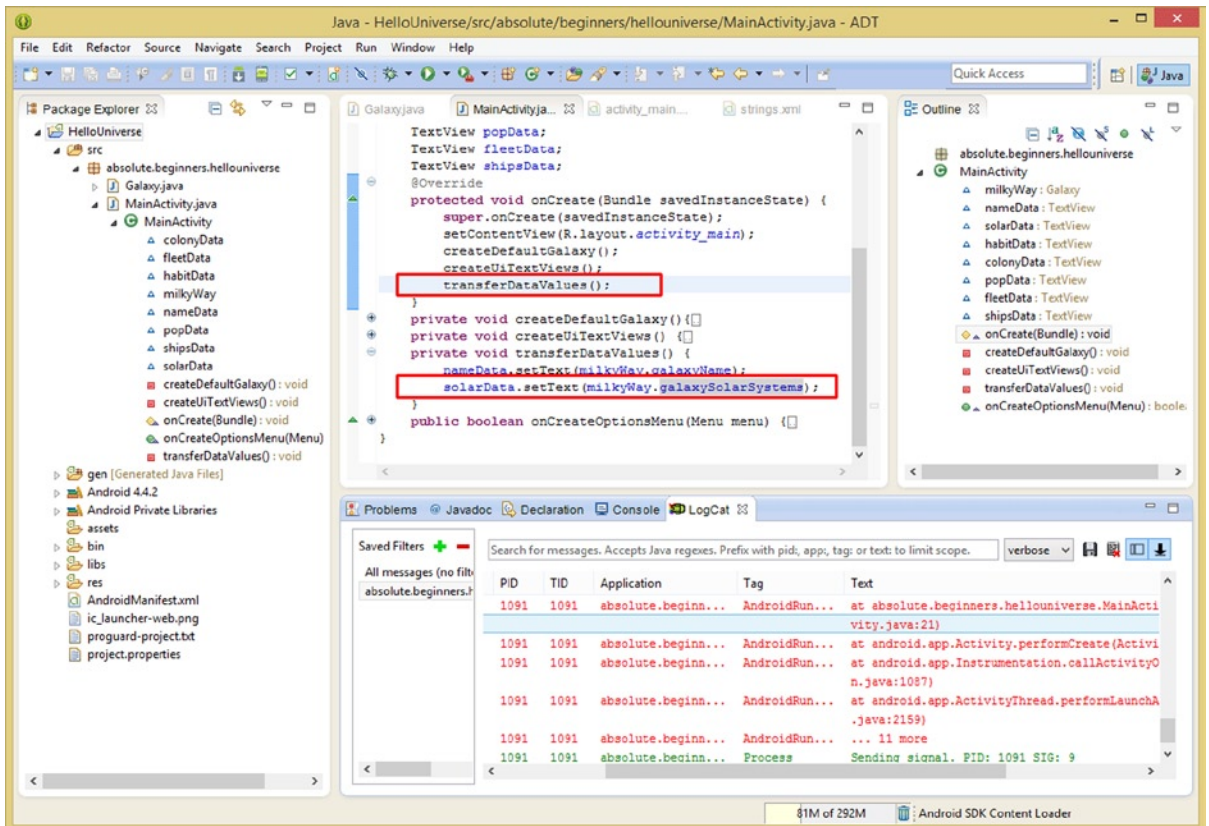 Java - HelloUniverse/src/absolute/beginners/hellouniverse/MainActivity.java - ADT
File Edit Refactor Source Navigate Search Project Run Window Help
Quick Access
Java
Package Explorer
HelloUniverse
src
absolute.beginners.hellouniverse
Galaxy.java
MainActivity.java
MainActivity
colonyData
fleetData
habitData
milkyWay
nameData
popData
shipsData
solarData
createDefaultGalaxy() : void
createUiTextViews() : void
onCreate(Bundle) : void
onCreateOptionsMenu(Menu)
transferDataValues() : void
gen [Generated Java Files]
Android 4.4.2
Android Private Libraries
assets
bin
libs
res
AndroidManifest.xml
ic_launcher-web.png
proguard-project.txt
project.properties
Galaxy.java MainActivity.ja... activity_main.... strings.xml
TextView popData;
TextView fleetData;
TextView shipsData;
@Override
protected void onCreate(Bundle savedInstanceState) {
super.onCreate(savedInstanceState);
setContentView(R.layout.activity_main);
createDefaultGalaxy();
createUiTextViews();
transferDataValues();
}
private void createDefaultGalaxy(){
private void createUiTextViews() {
private void transferDataValues() {
nameData.setText(milkyWay.galaxyName);
solarData.setText(milkyWay.galaxySolarSystems);
}
public boolean onCreateOptionsMenu(Menu menu) {
}
Outline
absolute.beginners.hellouniverse
MainActivity
milkyWay : Galaxy
nameData : TextView
solarData : TextView
habitData : TextView
colonyData : TextView
popData : TextView
fleetData : TextView
shipsData : TextView
onCreate(Bundle) : void
createDefaultGalaxy() : void
createUiTextViews() : void
transferDataValues() : void
onCreateOptionsMenu(Menu) : boole
Problems @ Javadoc Declaration Console LogCat
Saved Filters
All messages (no filte
absolute.beginners.h
Search for messages. Accepts Java regexes. Prefix with pid:, app:, tag: or text: to limit scope.
verbose
PID TID Application Tag Text
1091 1091 absolute.beginn... AndroidRun... at absolute.beginners.hellouniverse.MainActi
vity.java:21)
1091 1091 absolute.beginn... AndroidRun... at android.app.Activity.performCreate(Activi
1091 1091 absolute.beginn... AndroidRun... at android.app.Instrumentation.callActivityO
n.java:1087)
1091 1091 absolute.beginn... AndroidRun... at android.app.ActivityThread.performLaunchA
.java:2159)
1091 1091 absolute.beginn... AndroidRun... ... 11 more
1091 1091 absolute.beginn... Process Sending signal. PID: 1091 SIG: 9
81M of 292M
Android SDK Content Loader